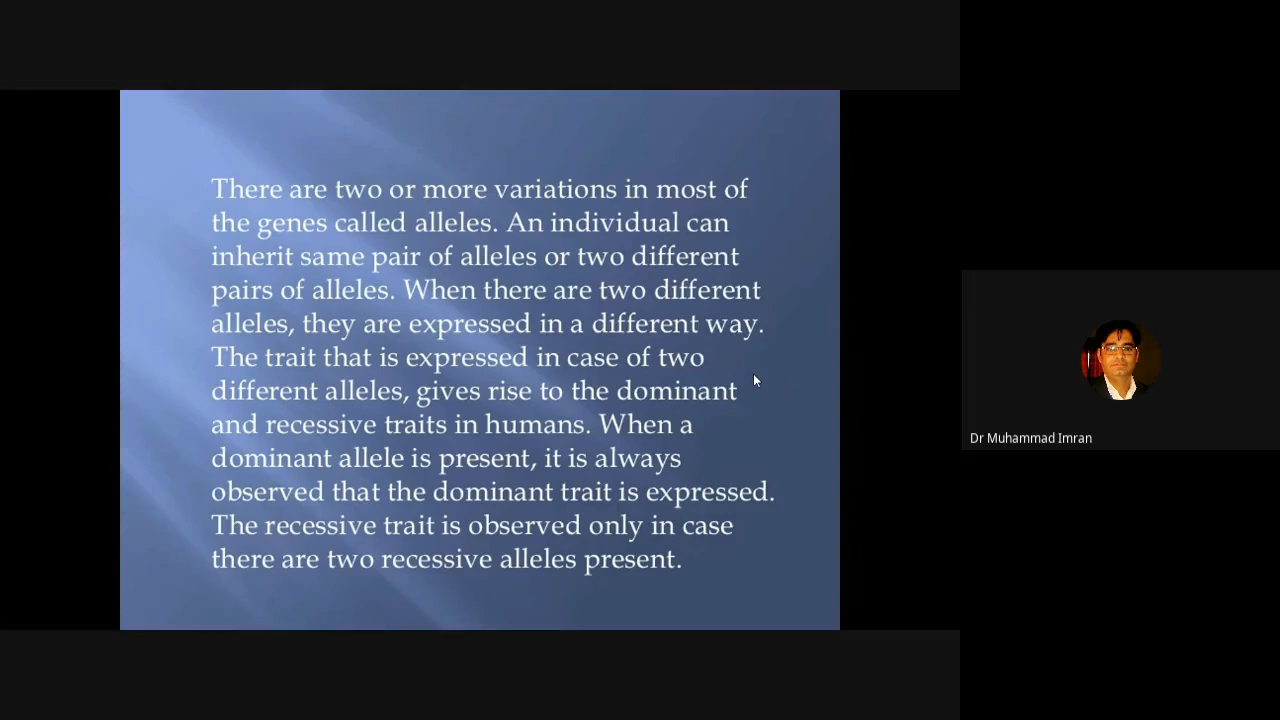 There are two or more variations in most of
the genes called alleles. An individual can
inherit same pair of alleles or two different
pairs of alleles. When there are two different
alleles, they are expressed in a different way.
The trait that is expressed in case of two
different alleles, gives rise to the dominant
and recessive traits in humans. When a
dominant allele is present, it is always
observed that the dominant trait is expressed.
The recessive trait is observed only in case
there are two recessive alleles present.
Dr Muhammad Imran